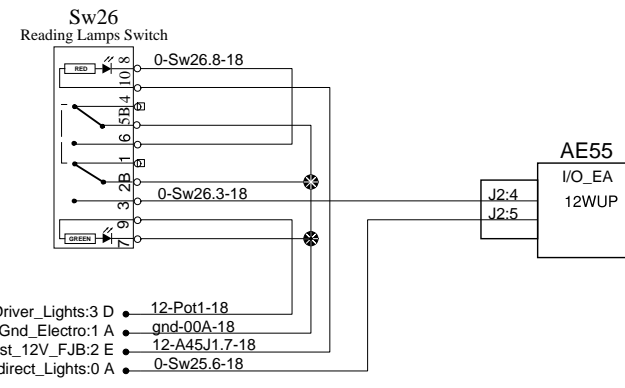 Sw26
Reading Lamps Switch
RED
8
10
4
5B
6
1
2B
3
9
7
GREEN
0-Sw26.8-18
0-Sw26.3-18
AE55
I/O_EA
12WUP
J2:4
J2:5
Driver_Lights:3 D
12-Pot1-18
Gnd_Electro:1 A
gnd-00A-18
st_12V_FJB:2 E
12-A45J1.7-18
direct_Lights:0 A
0-Sw25.6-18